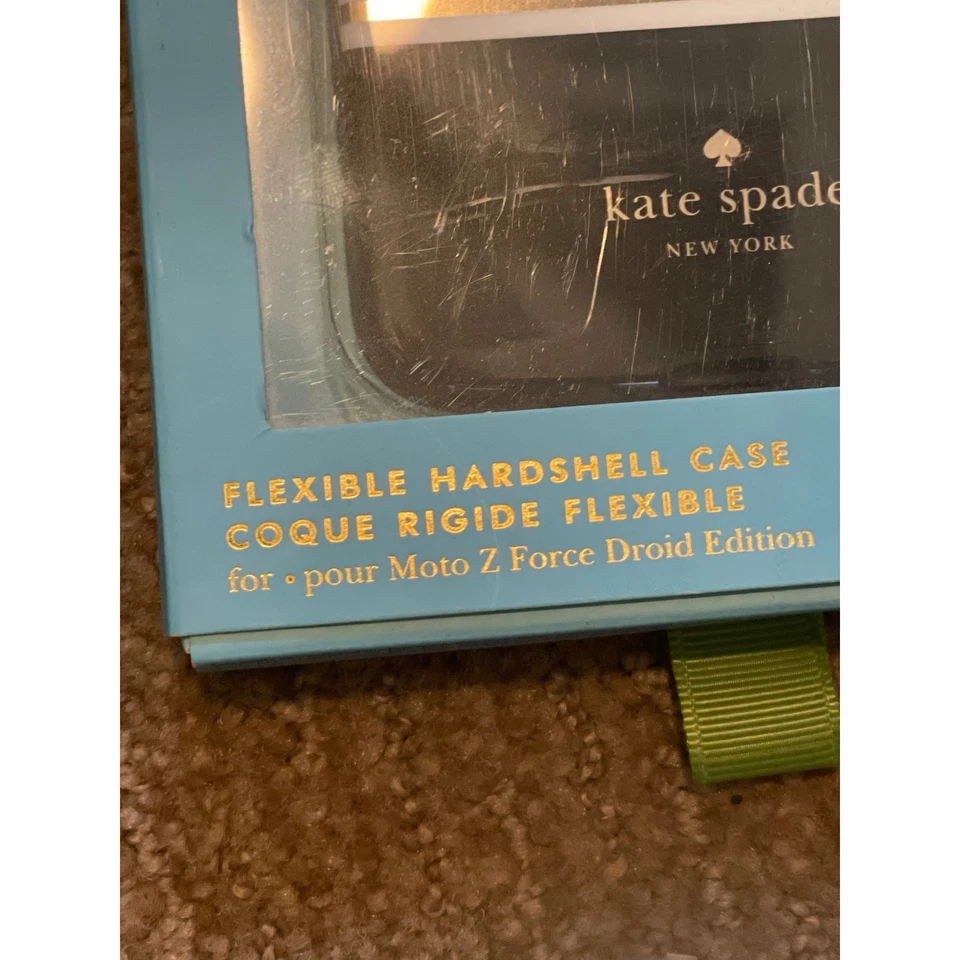 kate spade
NEW YORK
FLEXIBLE HARDSHELL CASE
COQUE RIGIDE FLEXIBLE
for • pour Moto Z Force Droid Edition